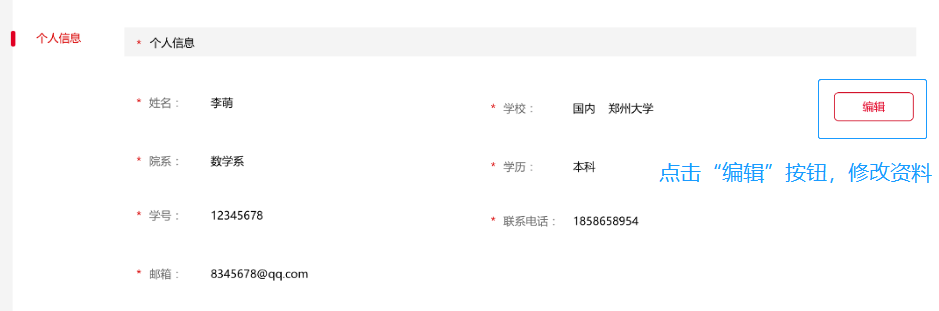 个人信息
* 个人信息
* 姓名： 李萌
* 学校： 国内 郑州大学
编辑
* 院系： 数学系
* 学历： 本科
点击“编辑”按钮，修改资料
* 学号： 12345678
* 联系电话： 1858658954
* 邮箱： 8345678@qq.com